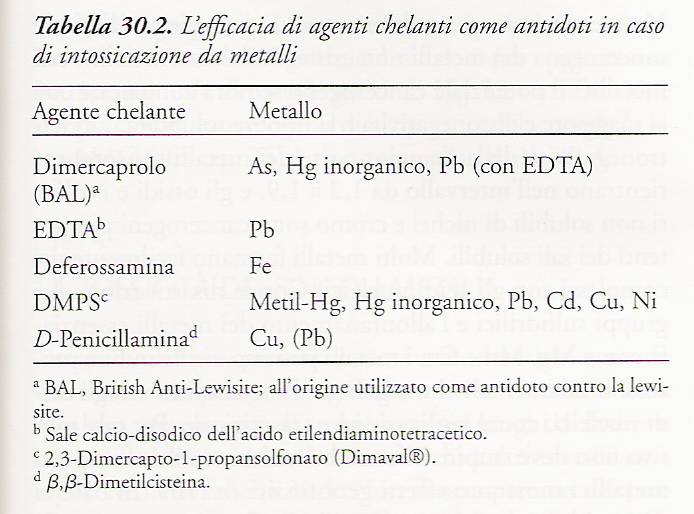 Tabella 30.2. L'efficacia di agenti chelanti come antidoti in caso
di intossicazione da metalli
Agente chelante Metallo
Dimercaprolo As, Hg inorganico, Pb (con EDTA)
(BAL)ᵃ
EDTAᵇ Pb
Deferossamina Fe
DMPSᶜ Metil-Hg, Hg inorganico, Pb, Cd, Cu, Ni
D-Penicillaminaᵈ Cu, (Pb)
ᵃ BAL, British Anti-Lewisite; all'origine utilizzato come antidoto contro la lewi-
site.
ᵇ Sale calcio-disodico dell'acido etilendiaminotetracetico.
ᶜ 2,3-Dimercapto-1-propansolfonato (Dimaval®).
ᵈ β,β-Dimetilcisteina.